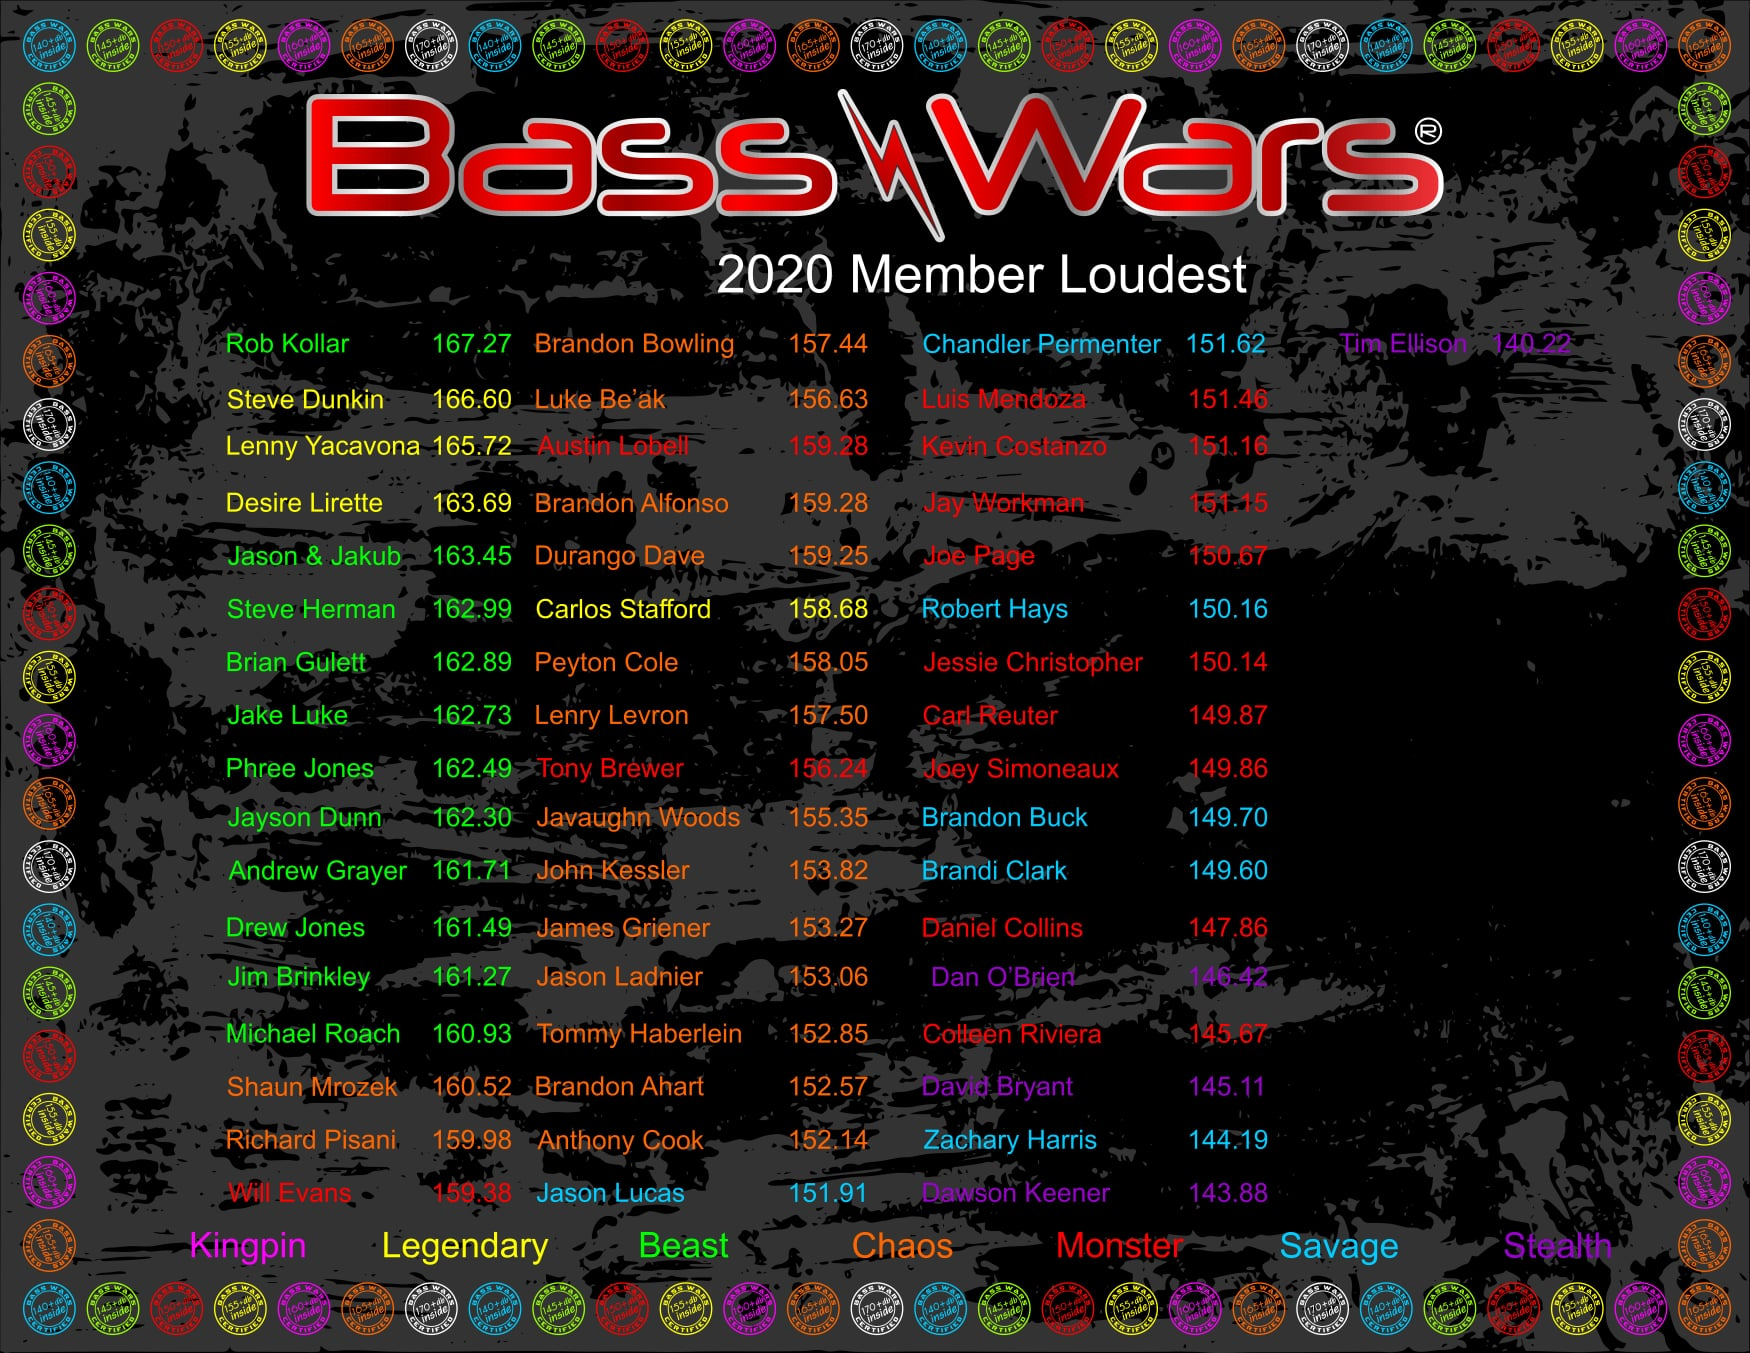 Bass Wars ®
2020 Member Loudest
Rob Kollar 167.27 Brandon Bowling 157.44 Chandler Permenter 151.62 Tim Ellison 140.22
Steve Dunkin 166.60 Luke Be'äk 156.63 Luis Mendoza 151.46
Lenny Yacavona 165.72 Austin Lobell 159.28 Kevin Costanzo 151.16
Desire Lirette 163.69 Brandon Alfonso 159.28 Jay Workman 151.15
Jason & Jakub 163.45 Durango Dave 159.25 Joe Page 150.67
Steve Herman 162.99 Carlos Stafford 158.68 Robert Hays 150.16
Brian Gulett 162.89 Peyton Cole 158.05 Jessie Christopher 150.14
Jake Luke 162.73 Lenry Levron 157.50 Carl Reuter 149.87
Phree Jones 162.49 Tony Brewer 156.24 Joey Simoneaux 149.86
Jayson Dunn 162.30 Javaughn Woods 155.35 Brandon Buck 149.70
Andrew Grayer 161.71 John Kessler 153.82 Brandi Clark 149.60
Drew Jones 161.49 James Griener 153.27 Daniel Collins 147.86
Jim Brinkley 161.27 Jason Ladnier 153.06 Dan O'Brien 146.42
Michael Roach 160.93 Tommy Haberlein 152.85 Colleen Riviera 145.67
Shaun Mrozek 160.52 Brandon Ahart 152.57 David Bryant 145.11
Richard Pisani 159.98 Anthony Cook 152.14 Zachary Harris 144.19
Will Evans 159.38 Jason Lucas 151.91 Dawson Keener 143.88
Kingpin Legendary Beast Chaos Monster Savage Stealth